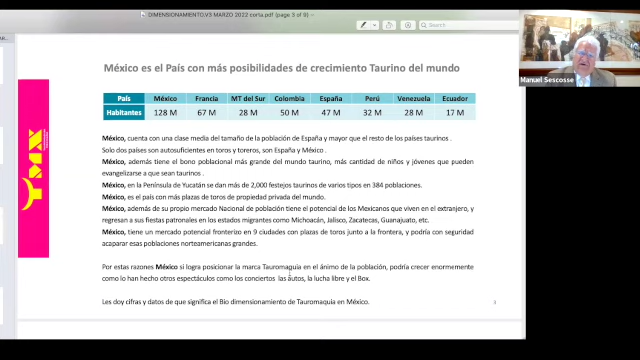 DIMENSIONAMIENTO.V3 MARZO 2022 corta.pdf (page 3 of 9)
Search
Manuel Sescosse
México es el País con más posibilidades de crecimiento Taurino del mundo
País México Francia MT del Sur Colombia España Perú Venezuela Ecuador
Habitantes 128 M 67 M 28 M 50 M 47 M 32 M 28 M 17 M
México, cuenta con una clase media del tamaño de la población de España y mayor que el resto de los países taurinos .
Solo dos países son autosuficientes en toros y toreros, son España y México .
México, además tiene el bono poblacional más grande del mundo taurino, más cantidad de niños y jóvenes que pueden
evangelizarse a que sean taurinos .
México, en la Península de Yucatán se dan más de 2,000 festejos taurinos de varios tipos en 384 poblaciones.
México, es el país con más plazas de toros de propiedad privada del mundo.
México, además de su propio mercado Nacional de población tiene el potencial de los Mexicanos que viven en el extranjero, y
regresan a sus fiestas patronales en los estados migrantes como Michoacán, Jalisco, Zacatecas, Guanajuato, etc.
México, tiene un mercado potencial fronterizo en 9 ciudades con plazas de toros junto a la frontera, y podría con seguridad
acaparar esas poblaciones norteamericanas grandes.
YMX
Por estas razones México si logra posicionar la marca Tauromaquia en el ánimo de la población, podría crecer enormemente
como lo han hecho otros espectáculos como los conciertos las autos, la lucha libre y el Box.
Les doy cifras y datos de que significa el Bio dimensionamiento de Tauromaquia en México.
3